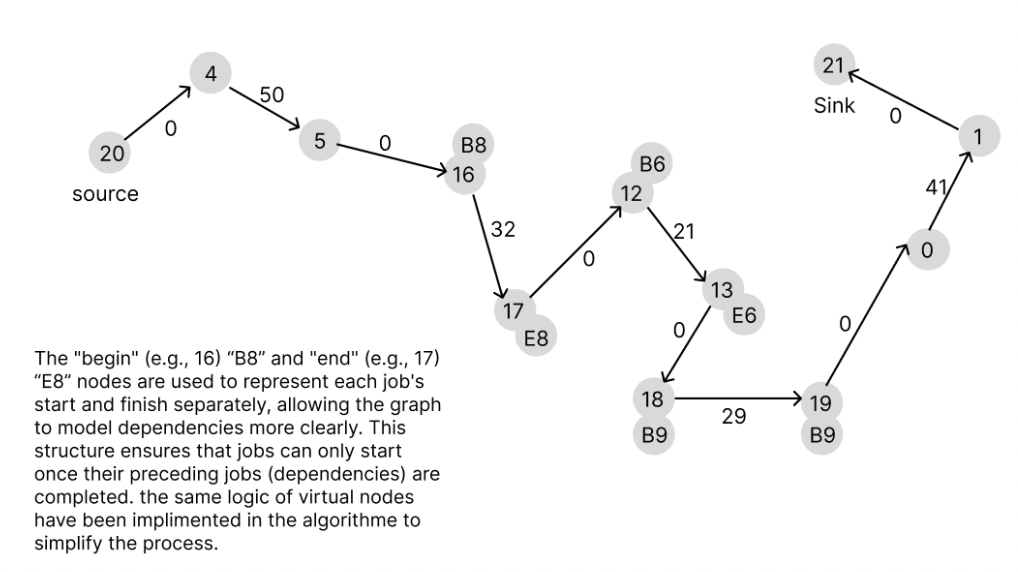 4
50
0
20
source
5
0
B8
16
32
17
E8
0
B6
12
21
13
E6
0
18
B9
29
19
B9
0
0
41
1
0
21
Sink
The "begin" (e.g., 16) “B8” and "end" (e.g., 17)
“E8” nodes are used to represent each job's
start and finish separately, allowing the graph
to model dependencies more clearly. This
structure ensures that jobs can only start
once their preceding jobs (dependencies) are
completed. the same logic of virtual nodes
have been implimented in the algorithme to
simplify the process.